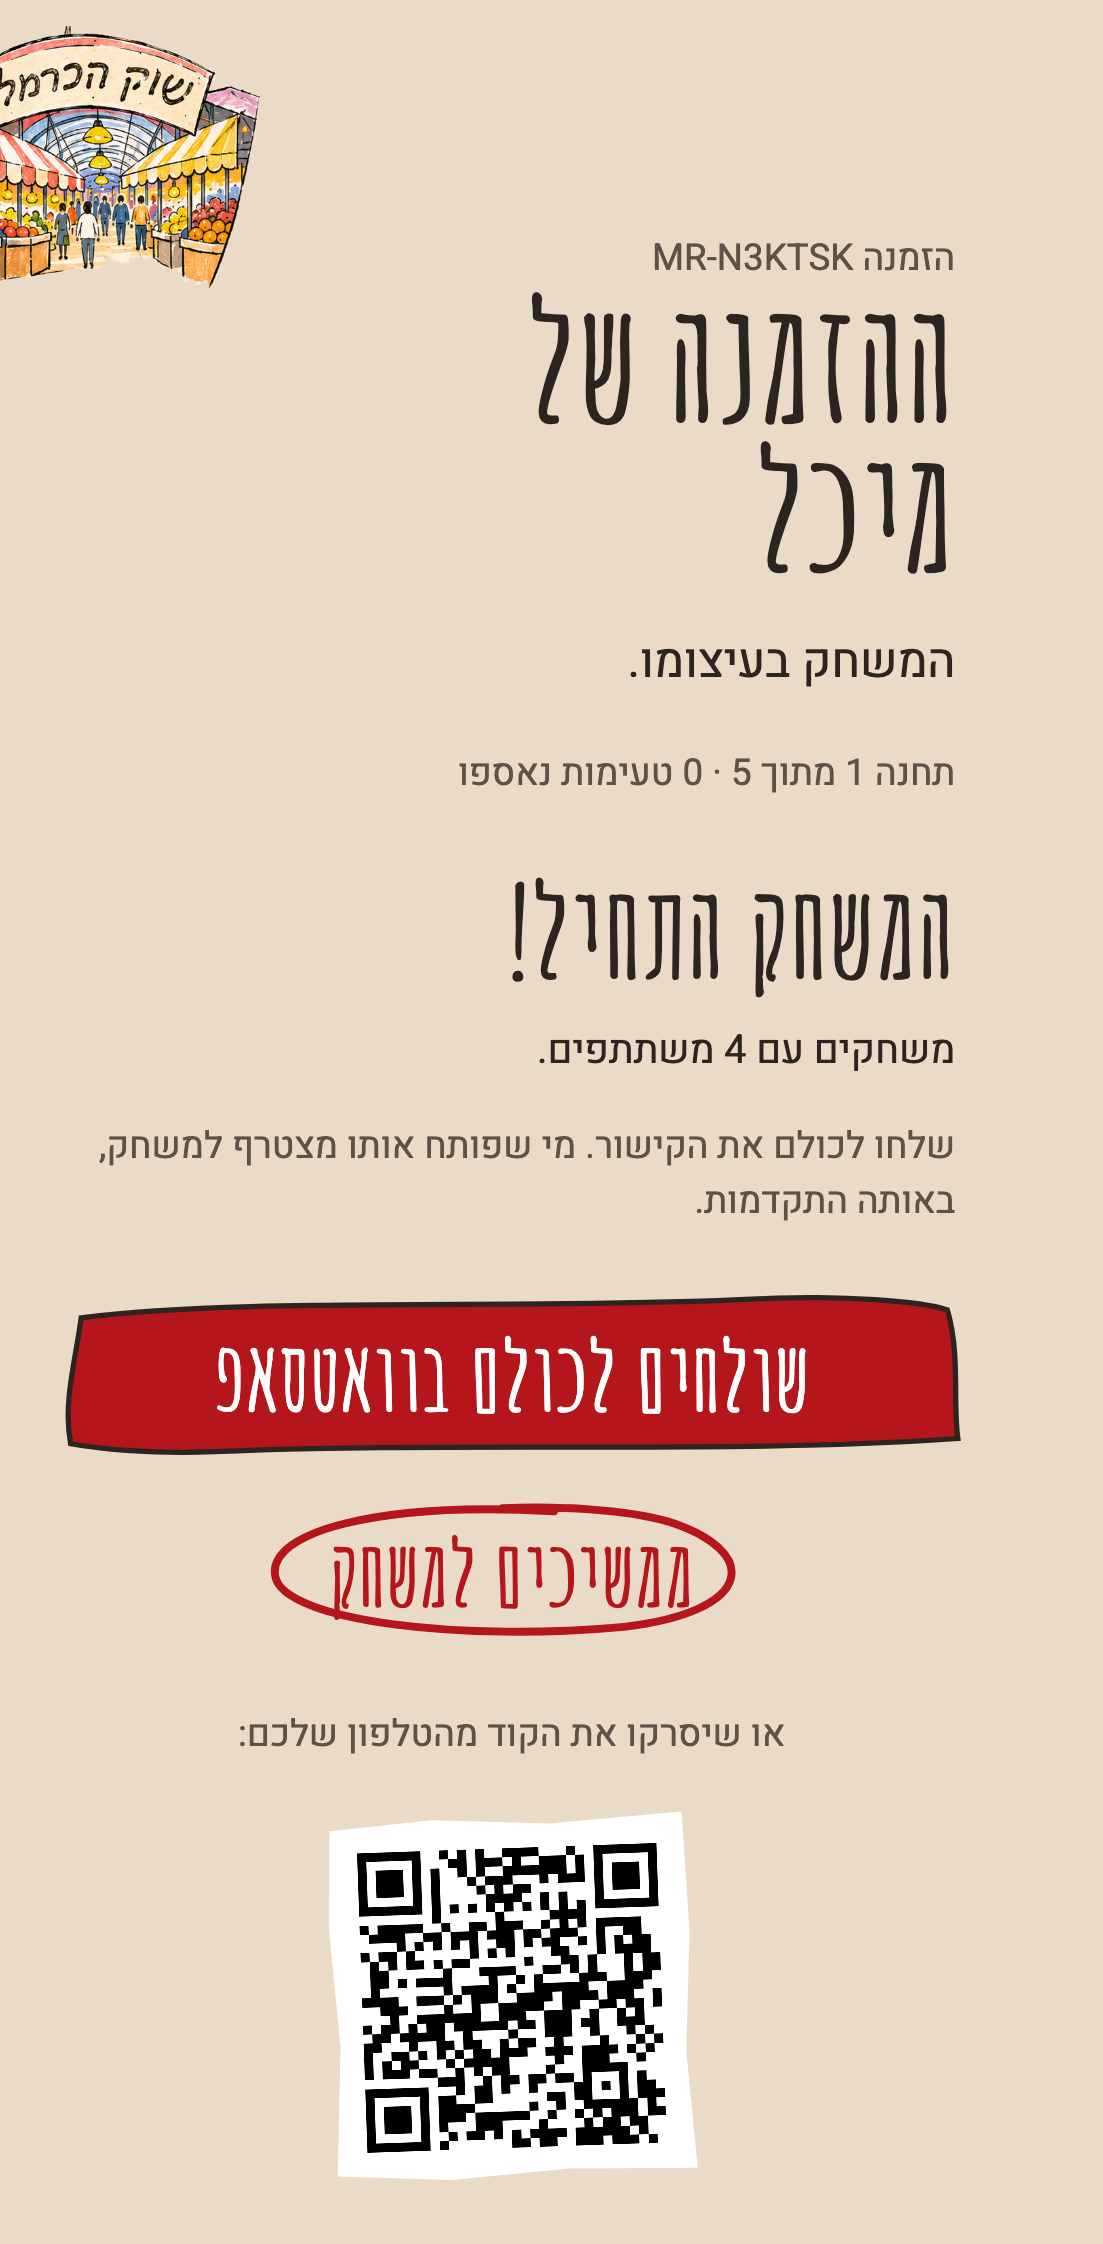 שוק הכרמל
הזמנה MR-N3KTSK
ההזמנה של
מיכל
המשחק בעיצומו.
תחנה 1 מתוך 5 · 0 טעימות נאספו
המשחק התחיל!
משחקים עם 4 משתתפים.
שלחו לכולם את הקישור. מי שפותח אותו מצטרף למשחק,
באותה התקדמות.
שולחים לכולם בוואטסאפ
ממשיכים למשחק
או שיסרקו את הקוד מהטלפון שלכם: